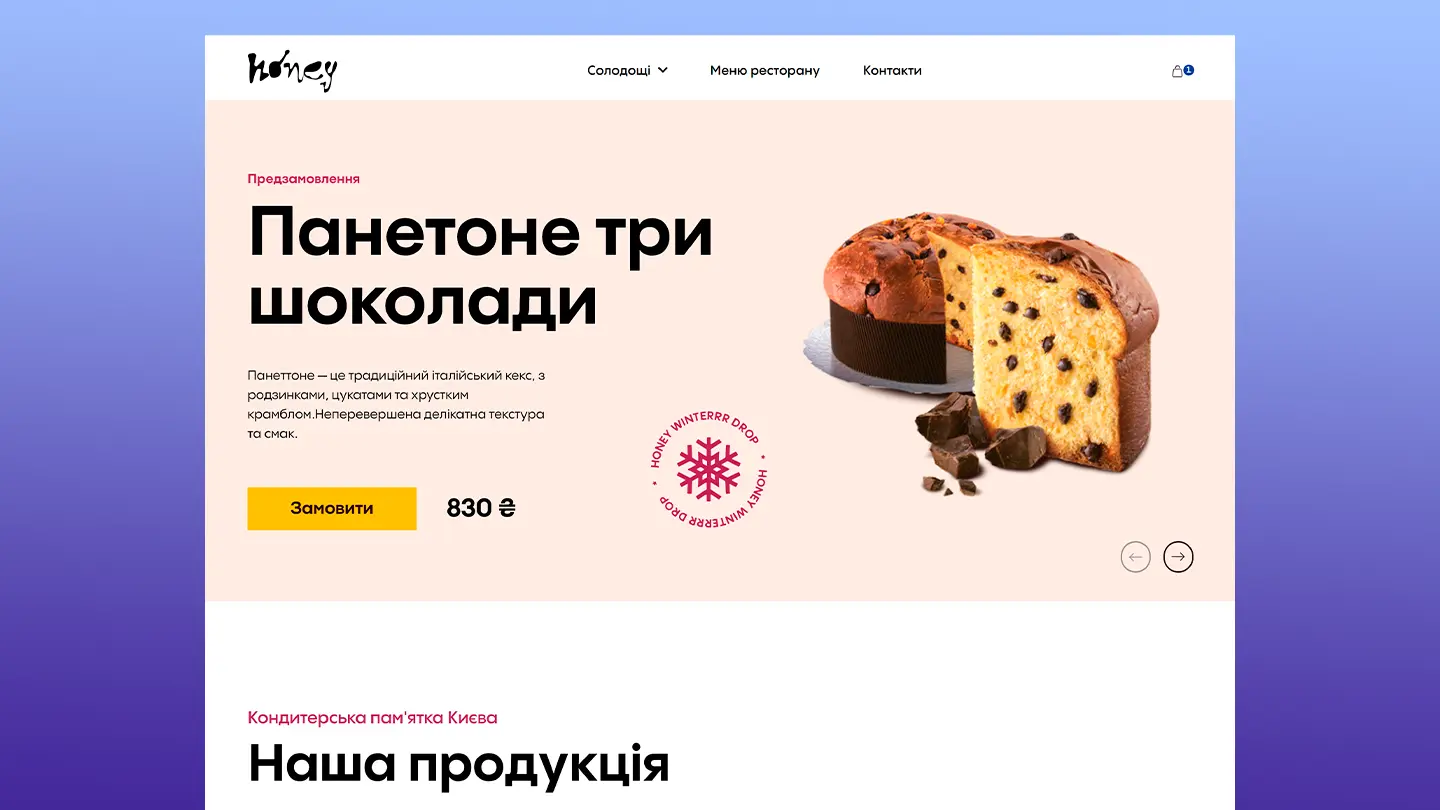 honey
Солодощі
Меню ресторану
Контакти
1
Предзамовлення
Панетоне три
шоколади
Панеттоне — це традиційний італійський кекс, з
родзинками, цукатами та хрустким
крамблом.Неперевершена делікатна текстура
та смак.
HONEY WINTERRR DROP * HONEY WINTERRR DROP *
Замовити
830 ₴
Кондитерська пам'ятка Києва
Наша продукція